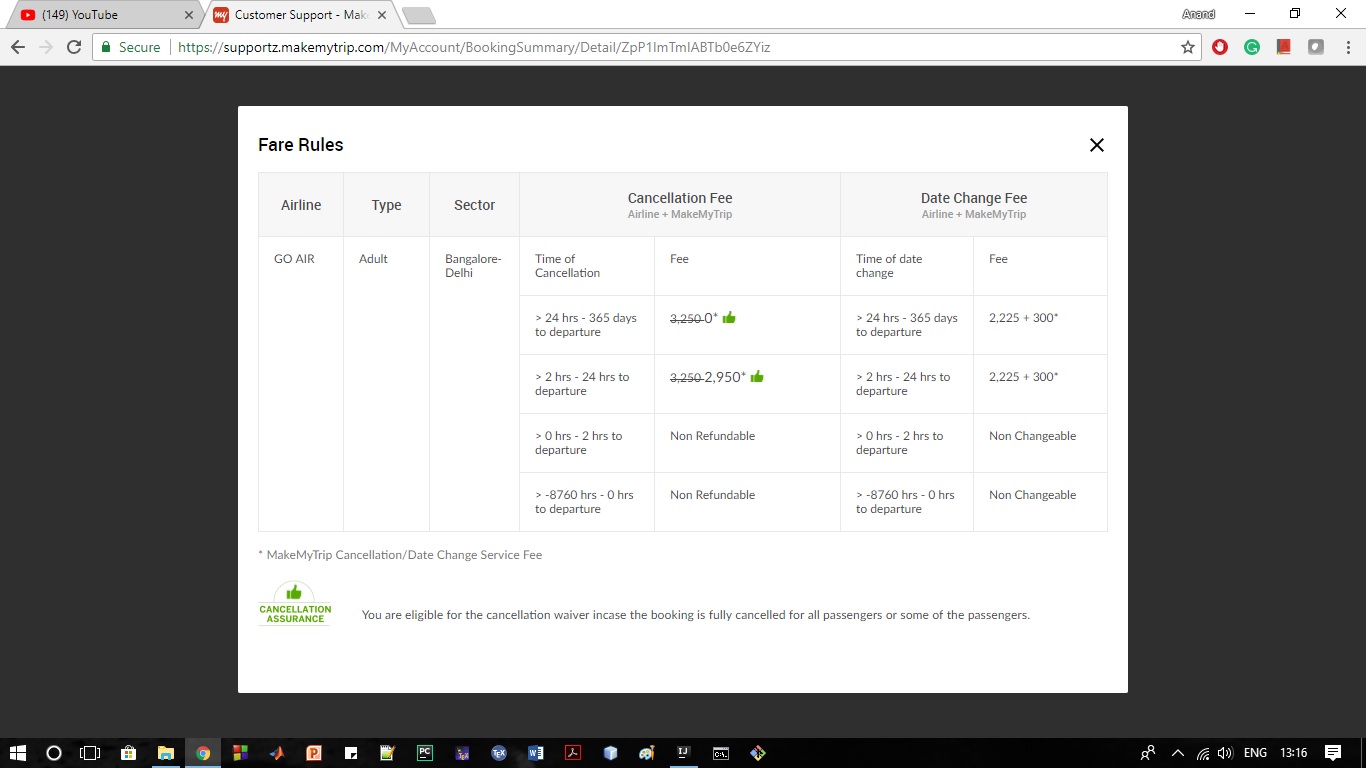 (149) YouTube
Customer Support - Mak
Anand
Secure
https://supportz.makemytrip.com/MyAccount/BookingSummary/Detail/ZpP1ImTmIABTb0e6ZYiz
Fare Rules
Airline
Type
Sector
Cancellation Fee
Airline + MakeMyTrip
Date Change Fee
Airline + MakeMyTrip
GO AIR
Adult
Bangalore-
Delhi
Time of
Cancellation
Fee
Time of date
change
Fee
> 24 hrs - 365 days
to departure
3,250 0*
> 24 hrs - 365 days
to departure
2,225 + 300*
> 2 hrs - 24 hrs to
departure
3,250 2,950*
> 2 hrs - 24 hrs to
departure
2,225 + 300*
> 0 hrs - 2 hrs to
departure
Non Refundable
> 0 hrs - 2 hrs to
departure
Non Changeable
> -8760 hrs - 0 hrs
to departure
Non Refundable
> -8760 hrs - 0 hrs
to departure
Non Changeable
* MakeMyTrip Cancellation/Date Change Service Fee
CANCELLATION
ASSURANCE
You are eligible for the cancellation waiver incase the booking is fully cancelled for all passengers or some of the passengers.
ENG
13:16